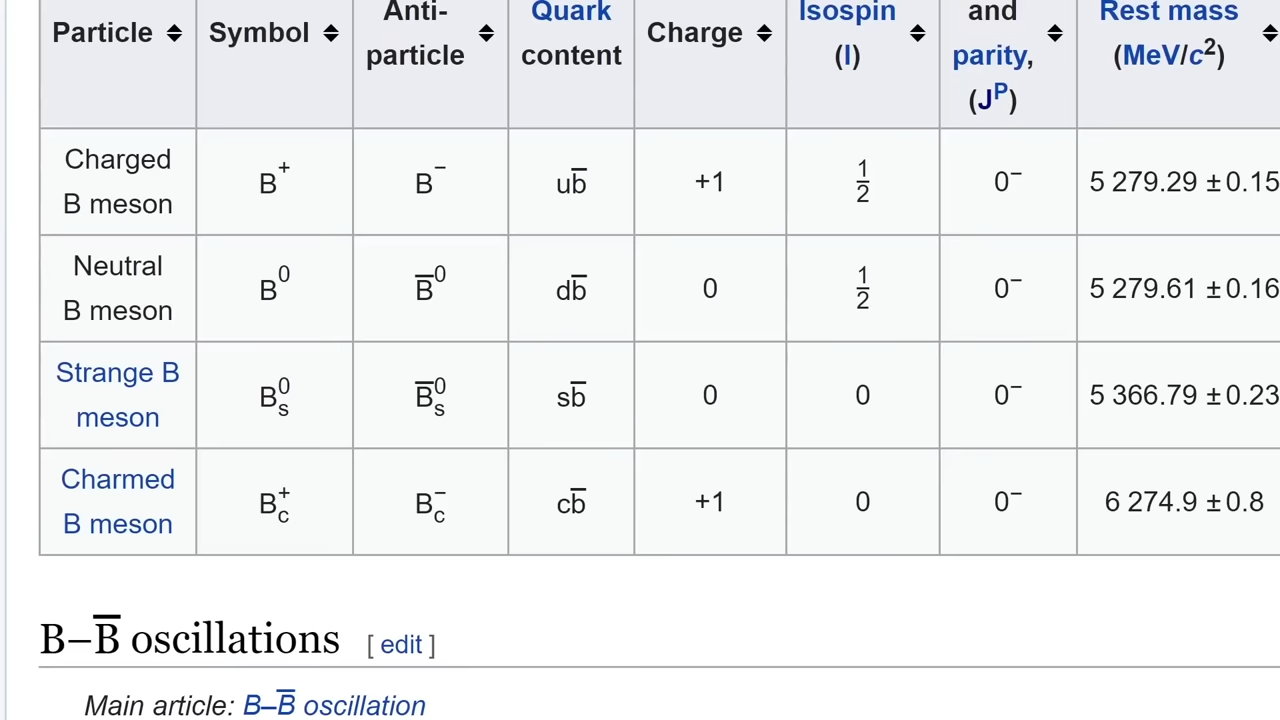 Particle Symbol Anti-particle Quark content Charge Isospin (I) and parity, (J^P) Rest mass (MeV/c²)
Charged B meson B⁺ B⁻ ub̅ +1 1/2 0⁻ 5 279.29 ±0.15
Neutral B meson B⁰ B̅⁰ db̅ 0 1/2 0⁻ 5 279.61 ±0.16
Strange B meson B⁰ₛ B̅⁰ₛ sb̅ 0 0 0⁻ 5 366.79 ±0.23
Charmed B meson B_c⁺ B_c⁻ cb̅ +1 0 0⁻ 6 274.9 ±0.8
B–B̅ oscillations [ edit ]
Main article: B–B̅ oscillation